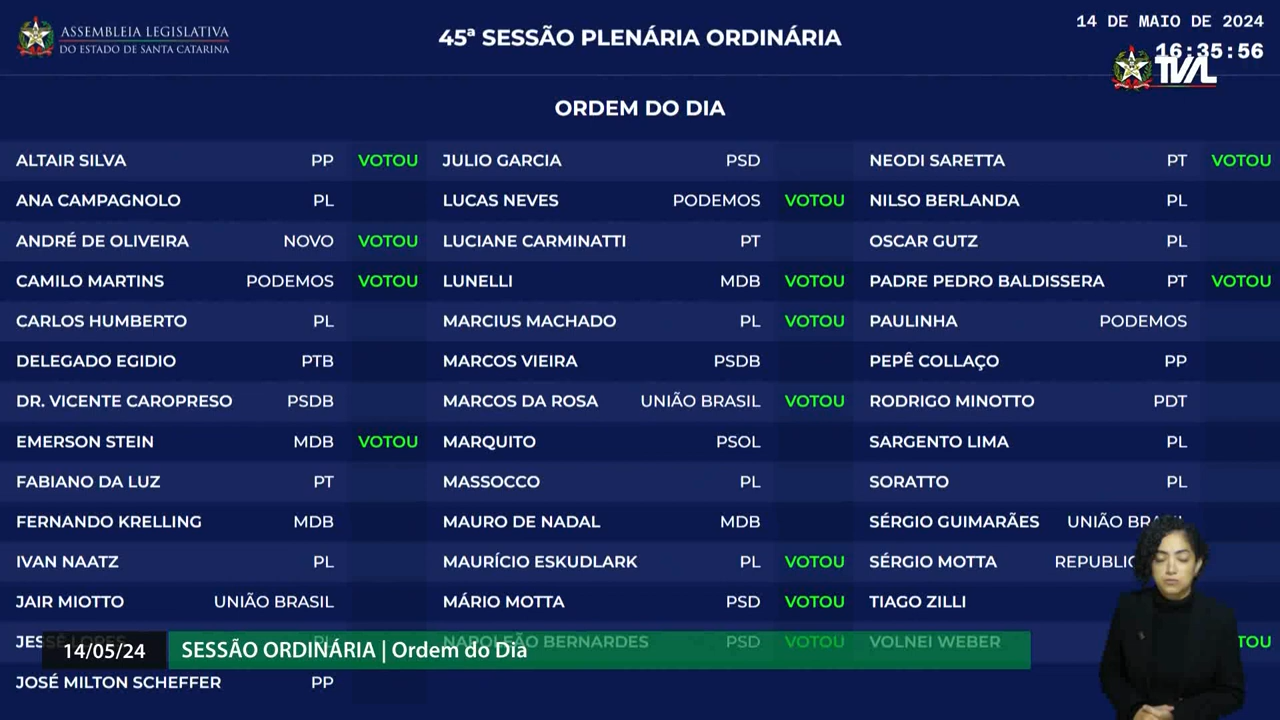 ASSEMBLEIA LEGISLATIVA
DO ESTADO DE SANTA CATARINA
45ª SESSÃO PLENÁRIA ORDINÁRIA
14 DE MAIO DE 2024
16:35:56
TVAL
ORDEM DO DIA
ALTAIR SILVA PP VOTOU
ANA CAMPAGNOLO PL
ANDRÉ DE OLIVEIRA NOVO VOTOU
CAMILO MARTINS PODEMOS VOTOU
CARLOS HUMBERTO PL
DELEGADO EGIDIO PTB
DR. VICENTE CAROPRESO PSDB
EMERSON STEIN MDB VOTOU
FABIANO DA LUZ PT
FERNANDO KRELLING MDB
IVAN NAATZ PL
JAIR MIOTTO UNIÃO BRASIL
JESSÉ LOPES PL
JOSÉ MILTON SCHEFFER PP
JULIO GARCIA PSD
LUCAS NEVES PODEMOS VOTOU
LUCIANE CARMINATTI PT
LUNELLI MDB VOTOU
MARCIUS MACHADO PL VOTOU
MARCOS VIEIRA PSDB
MARCOS DA ROSA UNIÃO BRASIL VOTOU
MARQUITO PSOL
MASSOCCO PL
MAURO DE NADAL MDB
MAURÍCIO ESKUDLARK PL VOTOU
MÁRIO MOTTA PSD VOTOU
NAPOLEÃO BERNARDES PSD VOTOU
NEODI SARETTA PT VOTOU
NILSO BERLANDA PL
OSCAR GUTZ PL
PADRE PEDRO BALDISSERA PT VOTOU
PAULINHA PODEMOS
PEPÊ COLLAÇO PP
RODRIGO MINOTTO PDT
SARGENTO LIMA PL
SORATTO PL
SÉRGIO GUIMARÃES UNIÃO BRASIL
SÉRGIO MOTTA REPUBLIC
TIAGO ZILLI
VOLNEI WEBER TOU
14/05/24 SESSÃO ORDINÁRIA | Ordem do Dia